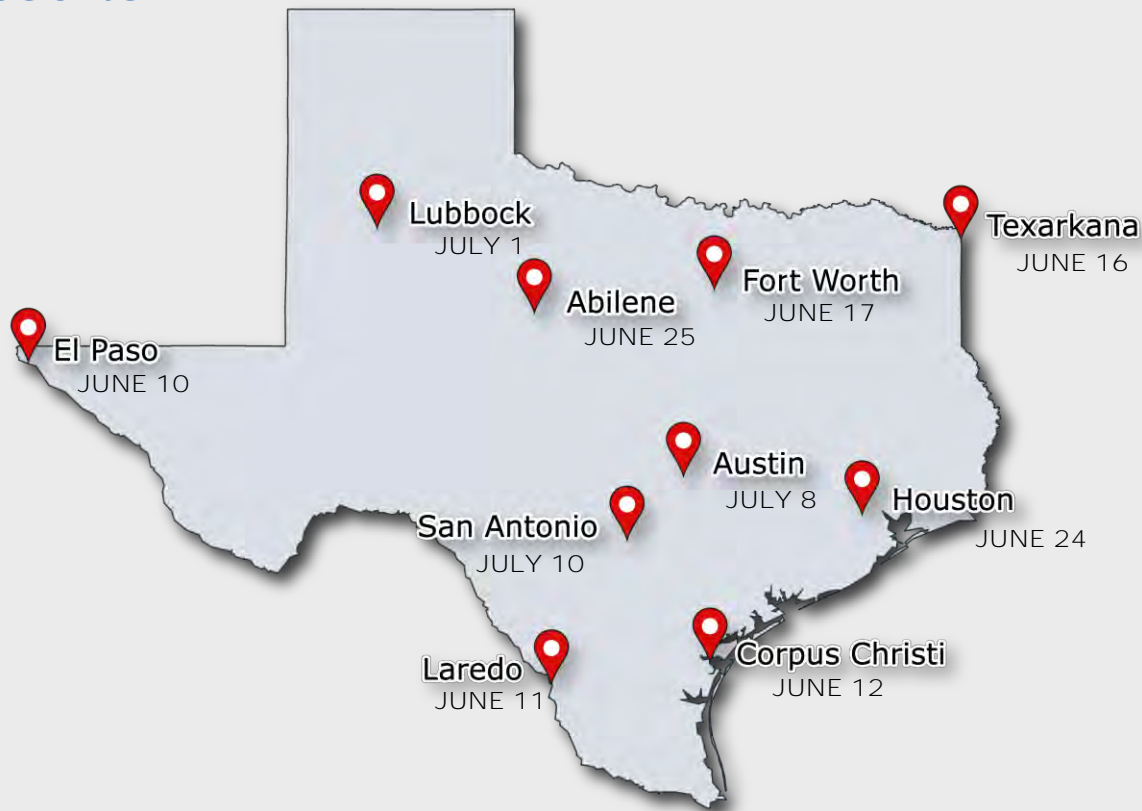 Lubbock
JULY 1
Texarkana
JUNE 16
Fort Worth
JUNE 17
Abilene
JUNE 25
El Paso
JUNE 10
Austin
JULY 8
Houston
JUNE 24
San Antonio
JULY 10
Corpus Christi
JUNE 12
Laredo
JUNE 11